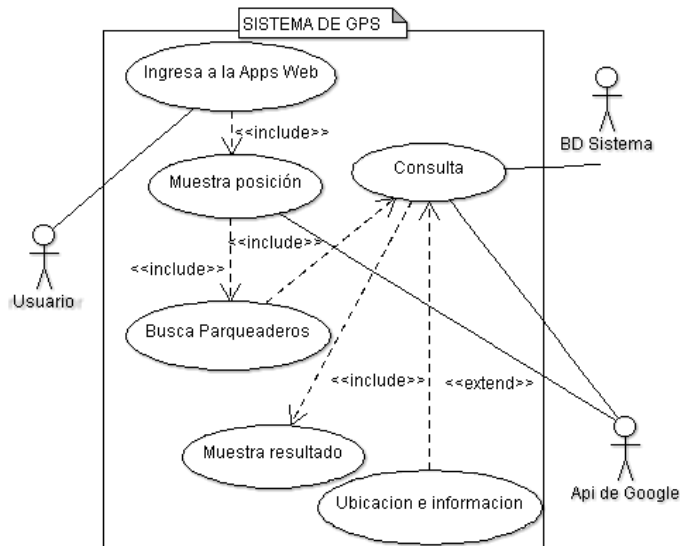 SISTEMA DE GPS
Ingresa a la Apps Web
<<include>>
BD Sistema
Consulta
Muestra posición
<<include>>
<<include>>
Usuario
Busca Parqueaderos
<<include>>
<<extend>>
Muestra resultado
Api de Google
Ubicacion e informacion